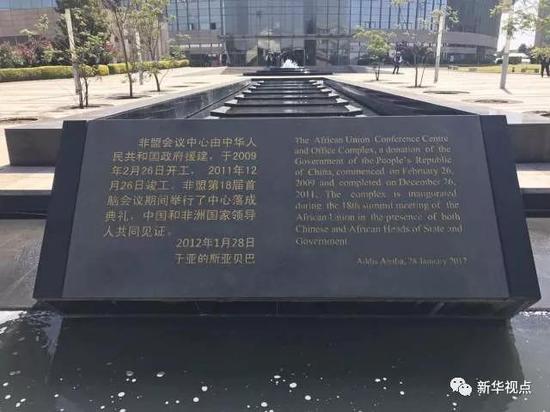 非盟会议中心由中华人
民共和国政府援建，于2009
年2月26日开工，2011年12
月26日竣工。非盟第18届首
脑会议期间举行了中心落成
典礼，中国和非洲国家领导
人共同见证。
2012年1月28日
于亚的斯亚贝巴
The African Union Conference Centre
and Office Complex, a donation of the
Government of the People's Republic
of China, commenced on February 26,
2009 and completed on December 26,
2011. The complex is inaugurated
during the 18th summit meeting of the
African Union in the presence of both
Chinese and African Heads of State and
Government.
Addis Ababa, 28 January 2012
新华视点